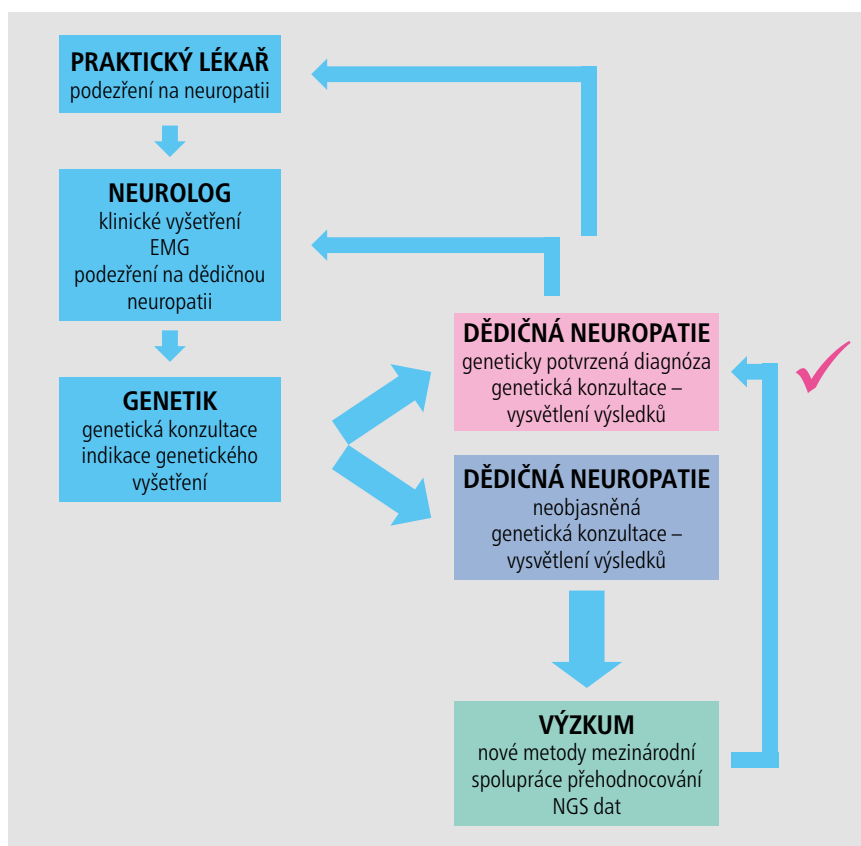 PRAKTICKÝ LÉKAŘ
podezření na neuropatii
NEUROLOG
klinické vyšetření
EMG
podezření na dědičnou
neuropatii
GENETIK
genetická konzultace
indikace genetického
vyšetření
DĚDIČNÁ NEUROPATIE
geneticky potvrzená diagnóza
genetická konzultace –
vysvětlení výsledků
DĚDIČNÁ NEUROPATIE
neobjasněná
genetická konzultace –
vysvětlení výsledků
VÝZKUM
nové metody mezinárodní
spolupráce přehodnocování
NGS dat